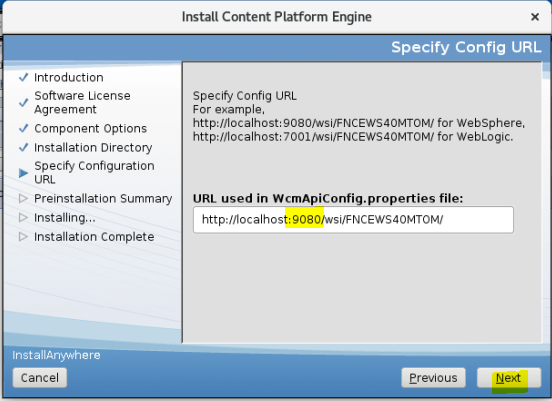 Install Content Platform Engine
×
Specify Config URL
Introduction
Software License
Agreement
Component Options
Installation Directory
Specify Configuration
URL
Preinstallation Summary
Installing...
Installation Complete
Specify Config URL
For example,
http://localhost:9080/wsi/FNCEWS40MTOM/ for WebSphere,
http://localhost:7001/wsi/FNCEWS40MTOM/ for WebLogic.
URL used in WcmApiConfig.properties file:
http://localhost:9080/wsi/FNCEWS40MTOM/
InstallAnywhere
Cancel
Previous
Next